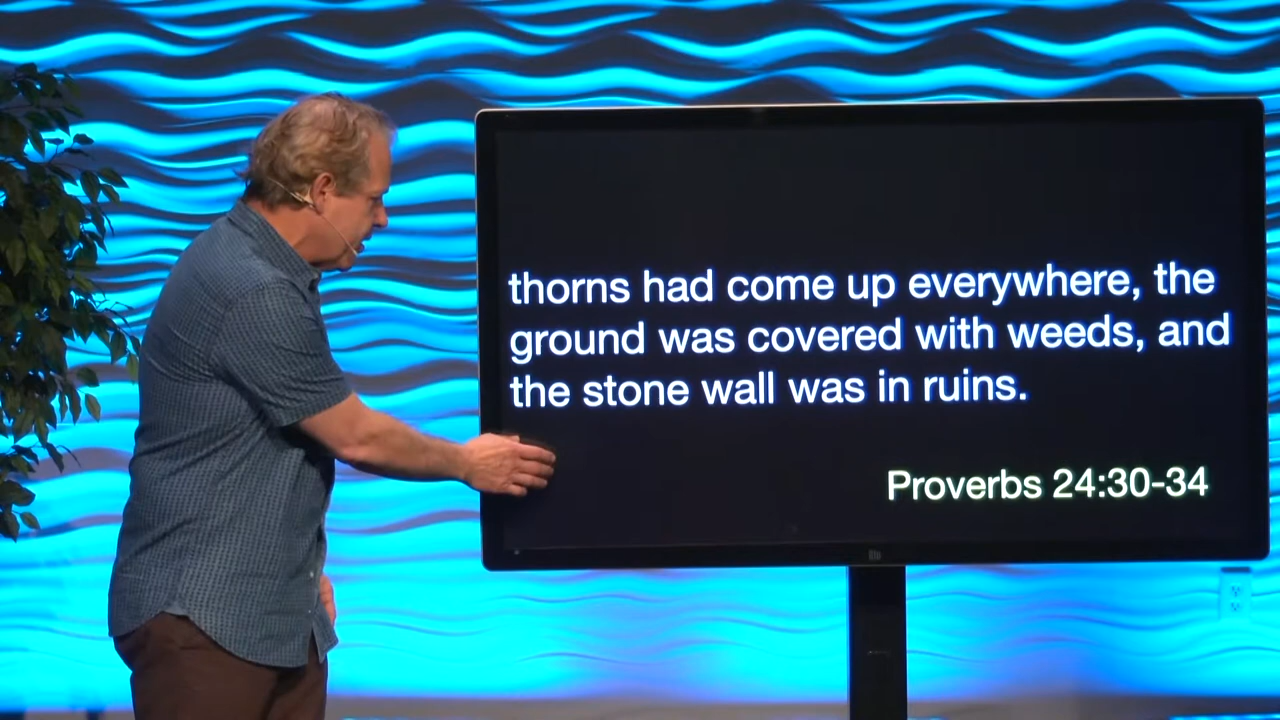 thorns had come up everywhere, the
ground was covered with weeds, and
the stone wall was in ruins.
Proverbs 24:30-34
elo